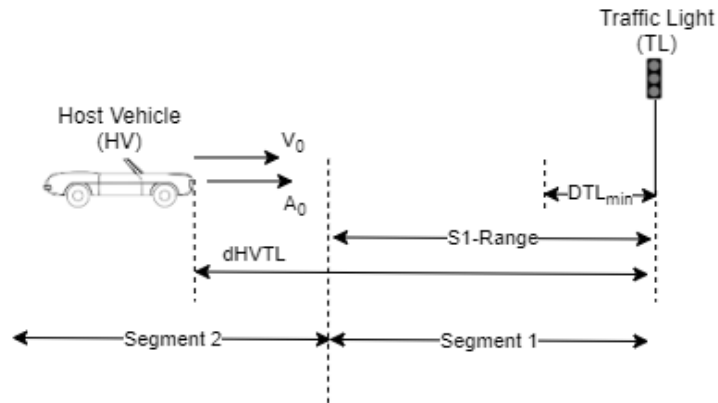 Traffic Light
(TL)
Host Vehicle
(HV)
V0
A0
DTLmin
S1-Range
dHVTL
Segment 2
Segment 1